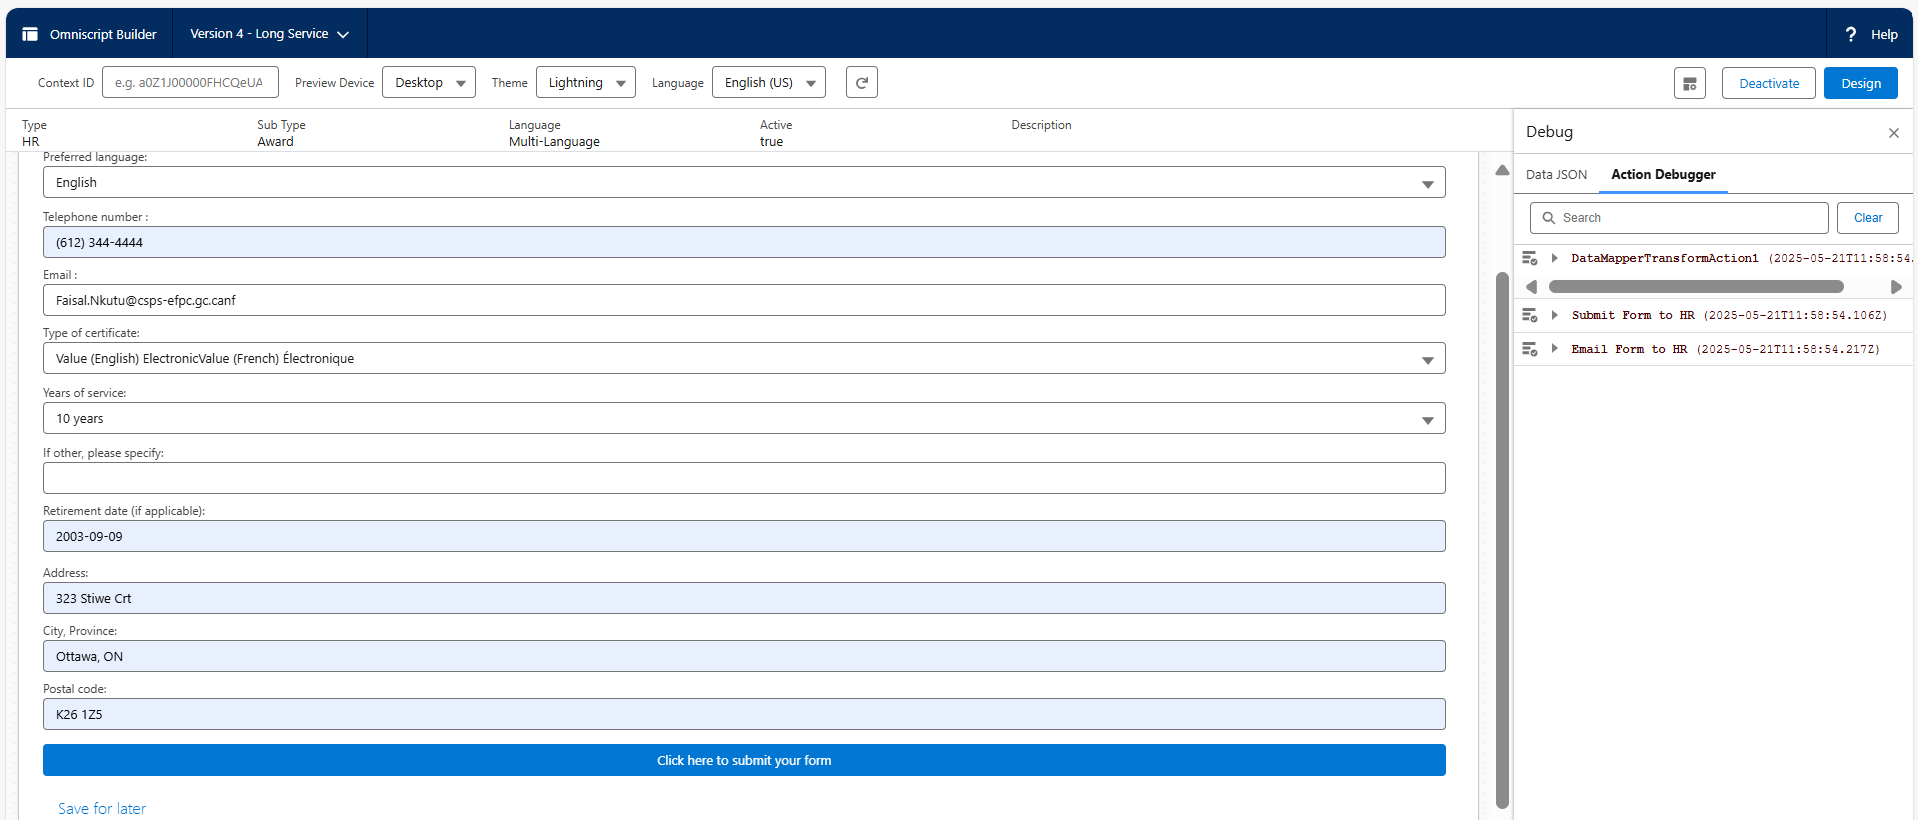 Omniscript Builder
Version 4 - Long Service
Help
Context ID
e.g. a0Z1J00000FHCQeUA
Preview Device
Desktop
Theme
Lightning
Language
English (US)
Deactivate
Design
Type
HR
Sub Type
Award
Language
Multi-Language
Active
true
Description
Preferred language:
English
Telephone number :
(612) 344-4444
Email :
Faisal.Nkutu@csps-efpc.gc.canf
Type of certificate:
Value (English) ElectronicValue (French) Électronique
Years of service:
10 years
If other, please specify:
Retirement date (if applicable):
2003-09-09
Address:
323 Stiwe Crt
City, Province:
Ottawa, ON
Postal code:
K26 1Z5
Click here to submit your form
Save for later
Debug
Data JSON
Action Debugger
Search
Clear
DataMapperTransformAction1 (2025-05-21T11:58:54.
Submit Form to HR (2025-05-21T11:58:54.106Z)
Email Form to HR (2025-05-21T11:58:54.217Z)